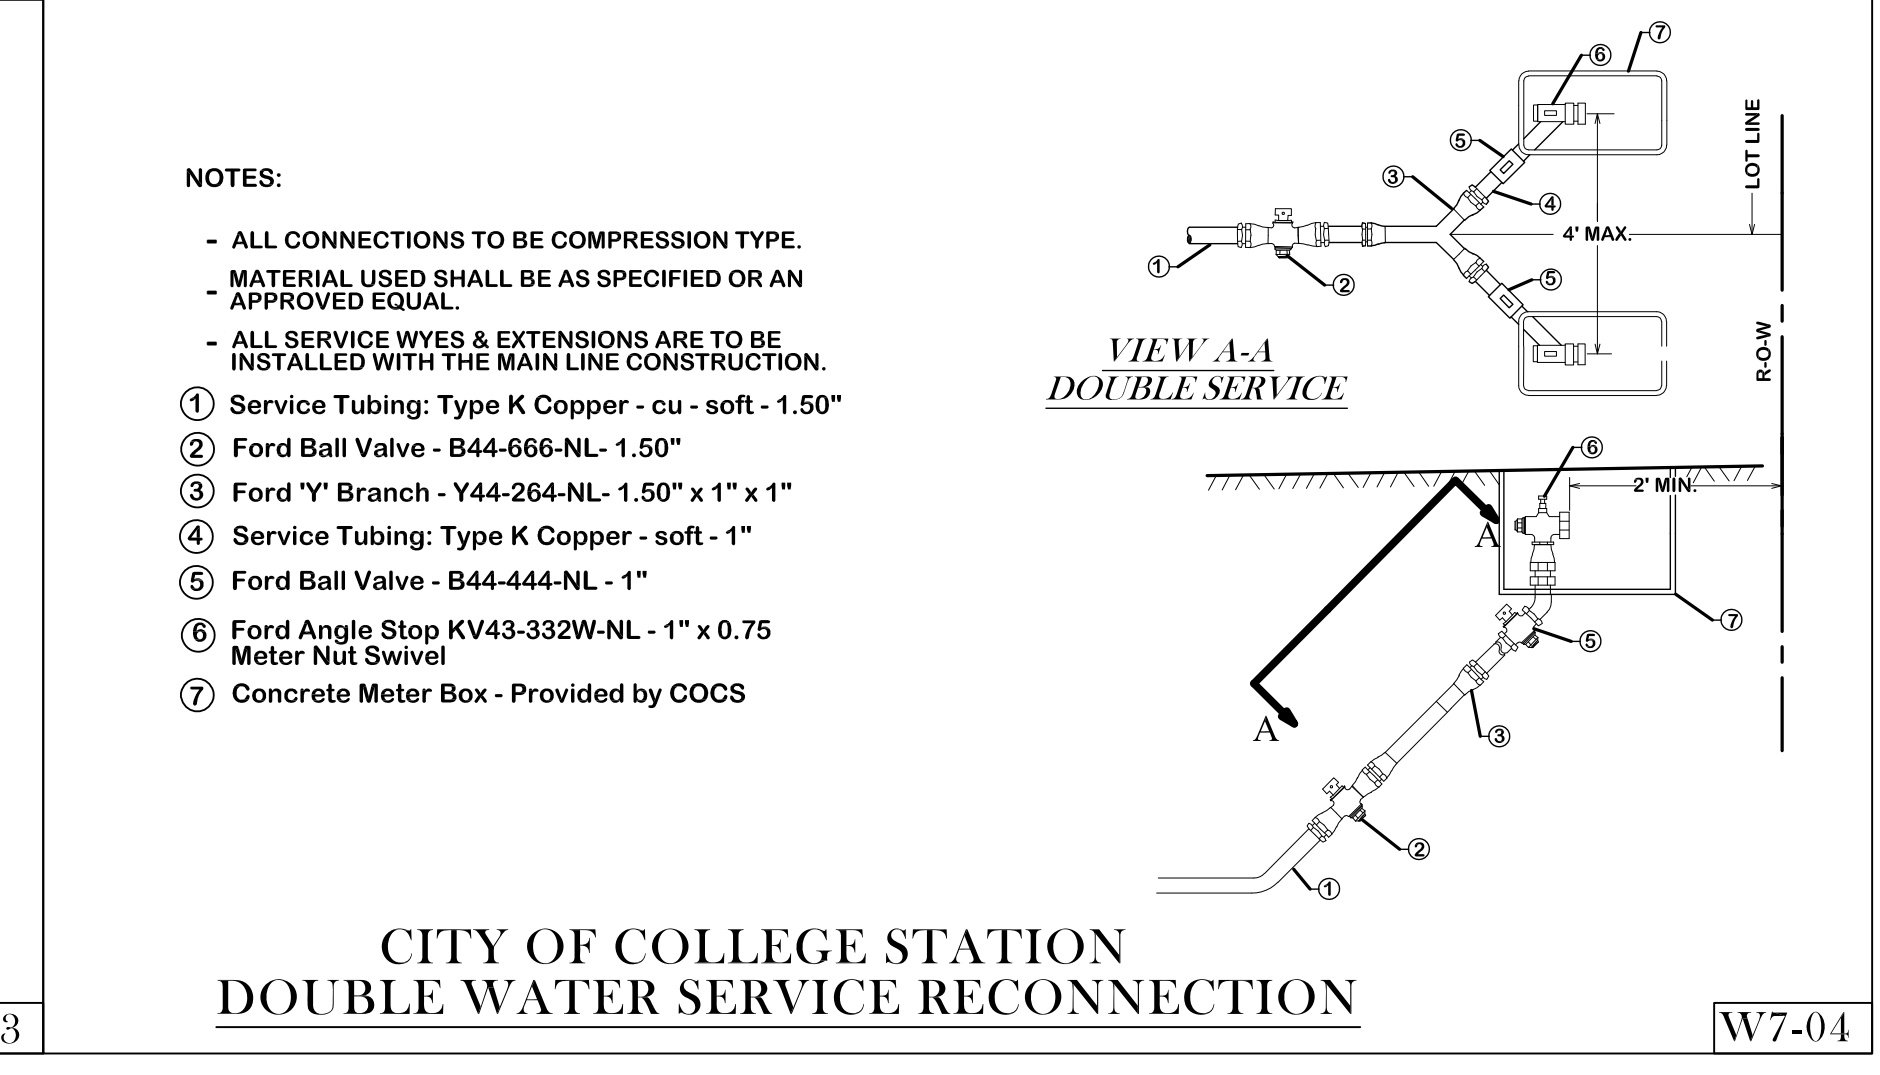 NOTES:
- ALL CONNECTIONS TO BE COMPRESSION TYPE.
- MATERIAL USED SHALL BE AS SPECIFIED OR AN
APPROVED EQUAL.
- ALL SERVICE WYES & EXTENSIONS ARE TO BE
INSTALLED WITH THE MAIN LINE CONSTRUCTION.
1 Service Tubing: Type K Copper - cu - soft - 1.50"
2 Ford Ball Valve - B44-666-NL- 1.50"
3 Ford 'Y' Branch - Y44-264-NL- 1.50" x 1" x 1"
4 Service Tubing: Type K Copper - soft - 1"
5 Ford Ball Valve - B44-444-NL - 1"
6 Ford Angle Stop KV43-332W-NL - 1" x 0.75
Meter Nut Swivel
7 Concrete Meter Box - Provided by COCS
7
6
5
3
4
4' MAX.
1
2
5
LOT LINE
R-O-W
VIEW A-A
DOUBLE SERVICE
6
2' MIN.
A
7
5
A
3
2
1
CITY OF COLLEGE STATION
DOUBLE WATER SERVICE RECONNECTION
3
W7-04